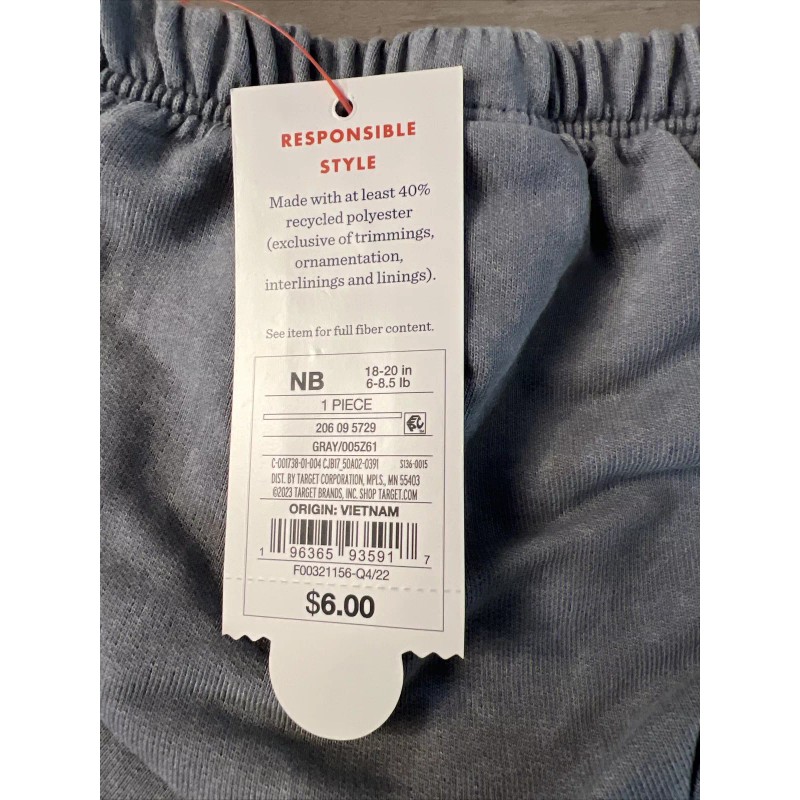 RESPONSIBLE
STYLE
Made with at least 40%
recycled polyester
(exclusive of trimmings,
ornamentation,
interlinings and linings).
See item for full fiber content.
NB
18-20 in
6-8.5 lb
1 PIECE
206 09 5729
GRAY/005Z61
C-001738-01-004 CJB17_50A02-0391 S136-0015
DIST. BY TARGET CORPORATION, MPLS., MN 55403
©2023 TARGET BRANDS, INC. SHOP TARGET.COM
ORIGIN: VIETNAM
1 96365 93591 7
F00321156-Q4/22
$6.00